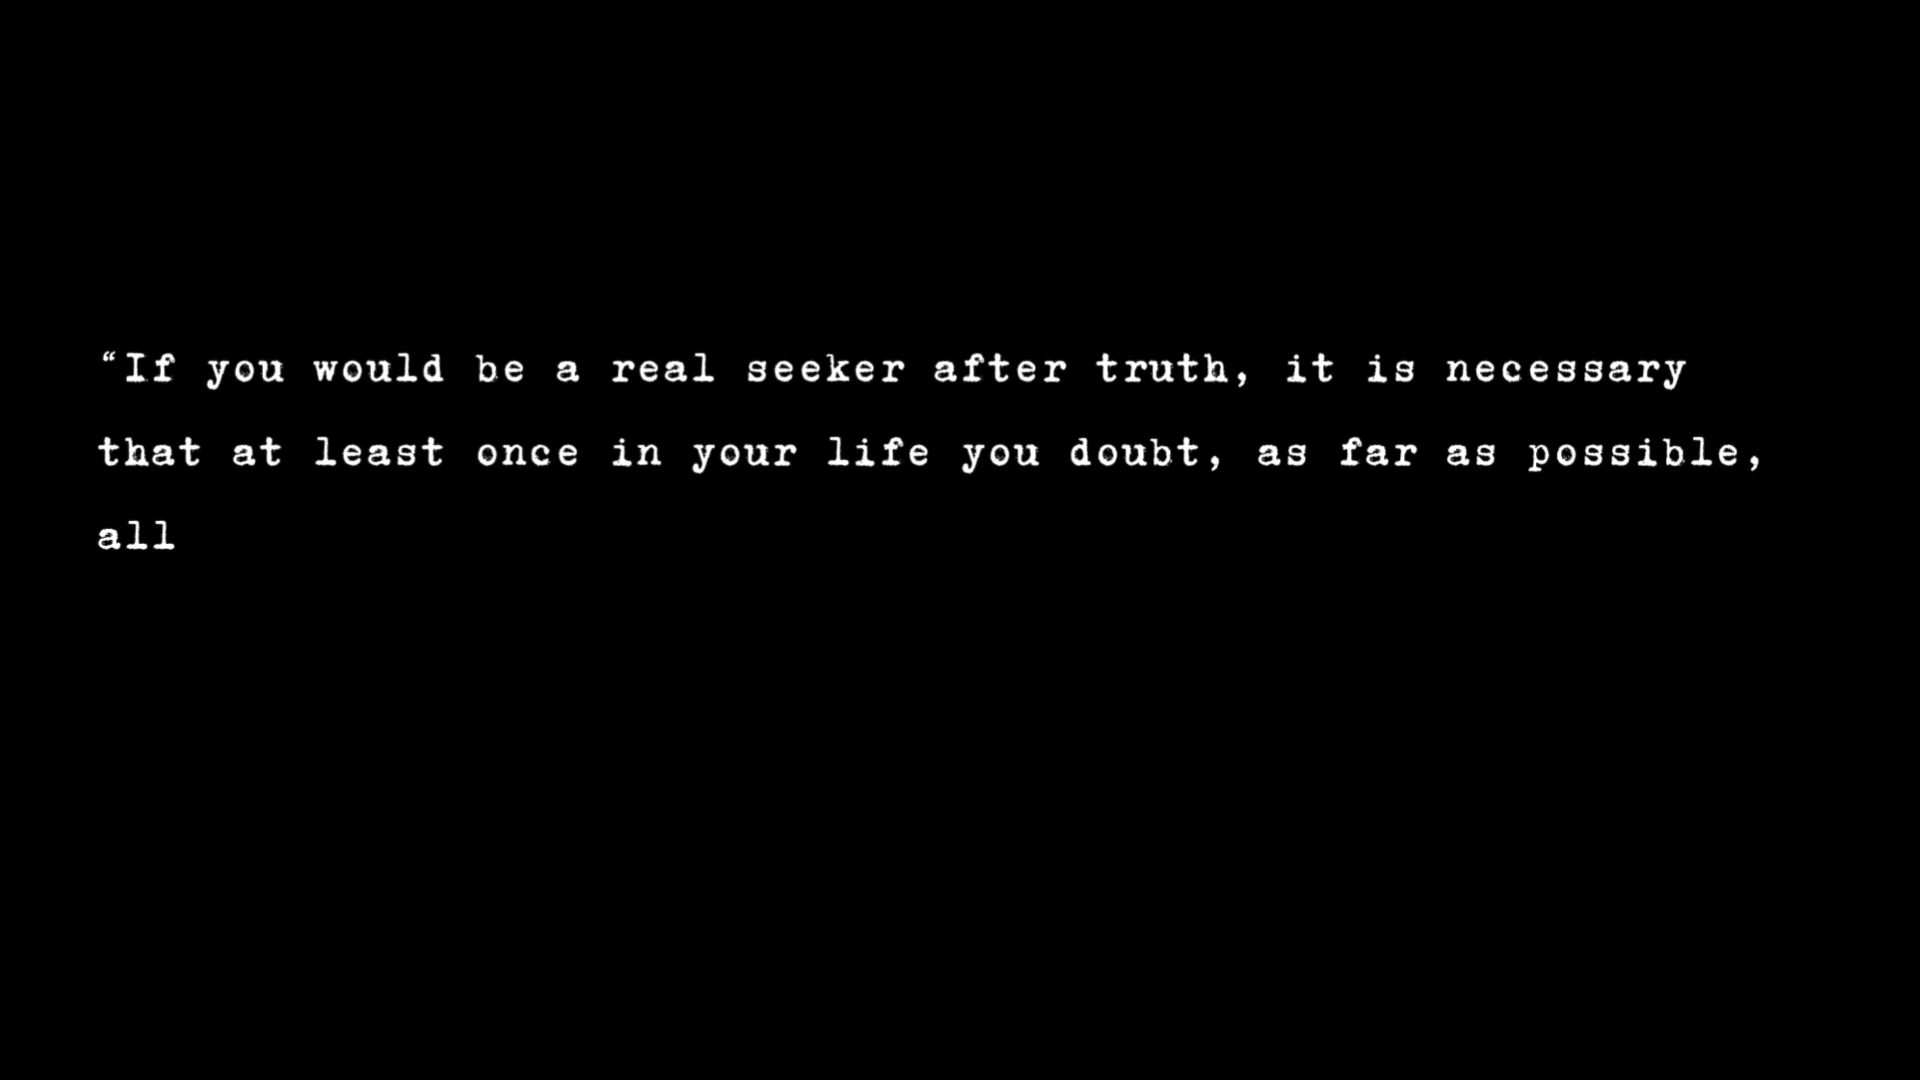 “If you would be a real seeker after truth, it is necessary
that at least once in your life you doubt, as far as possible,
all